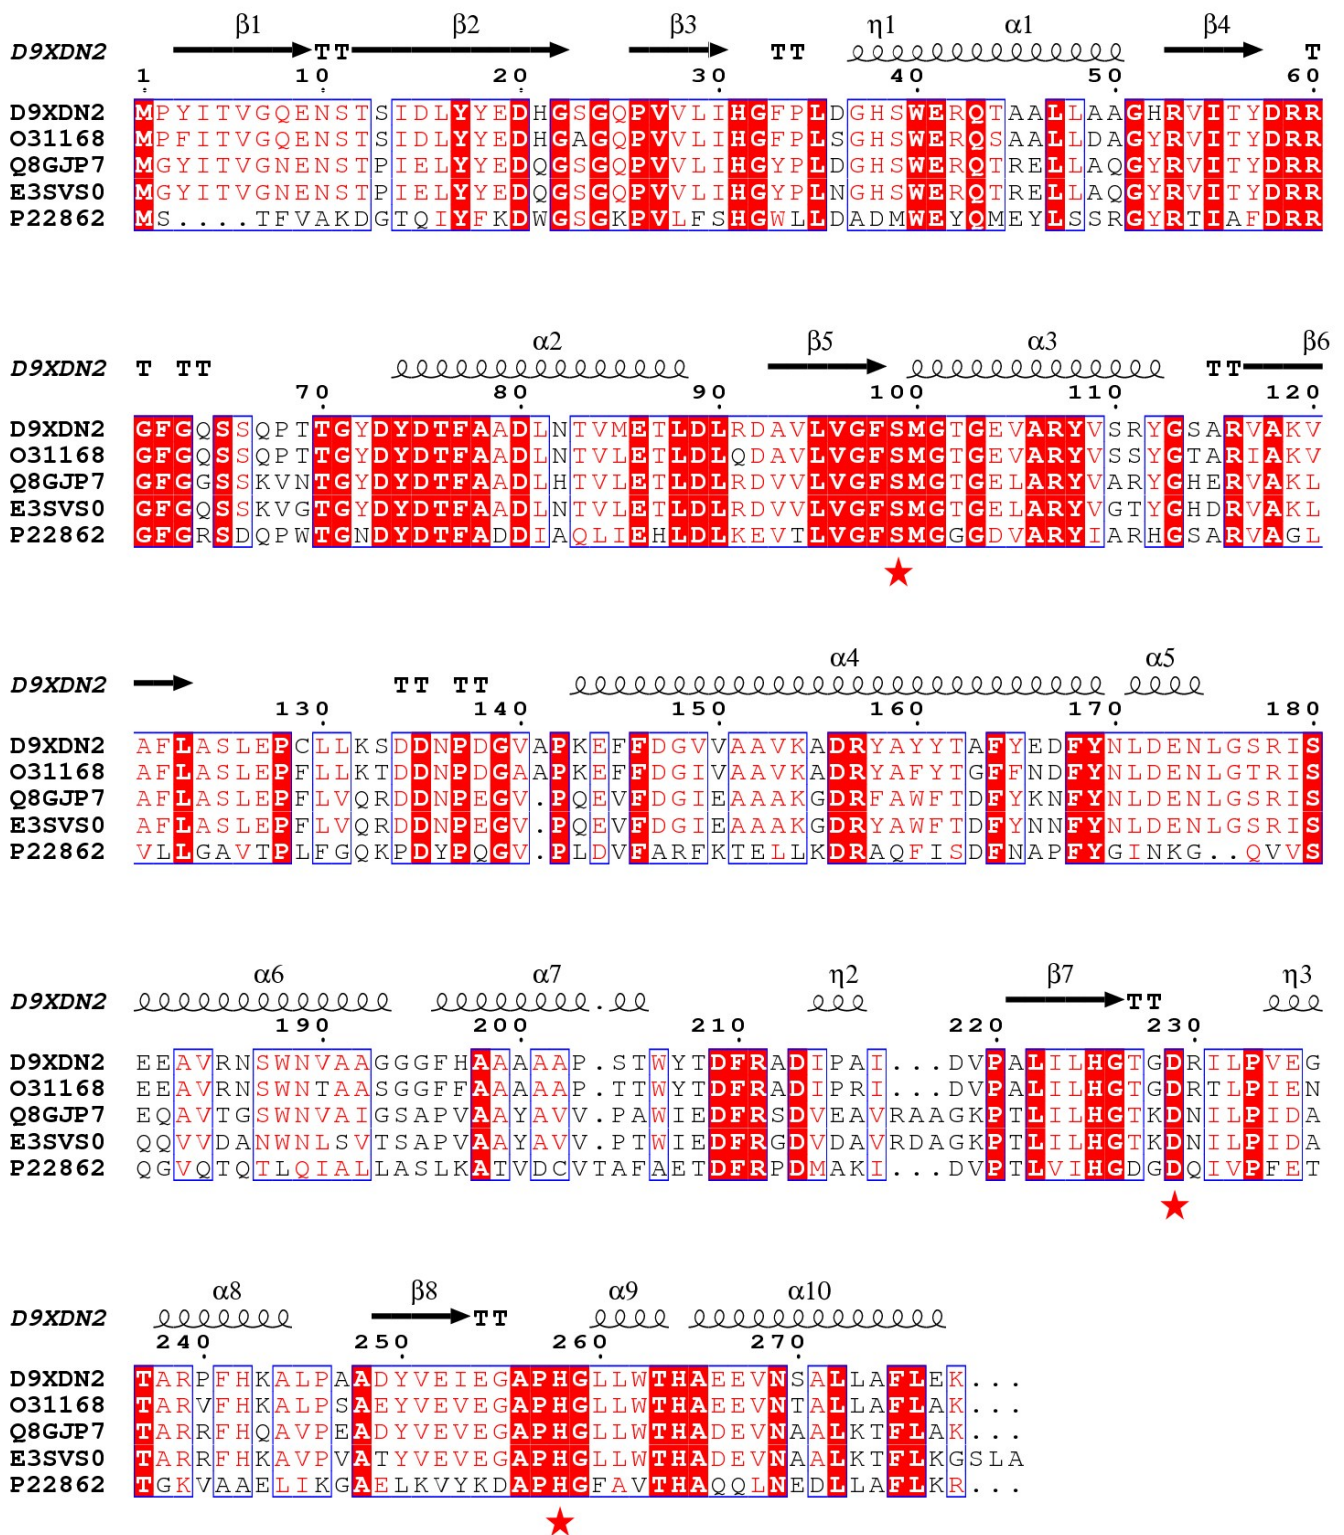 β1 β2 β3 η1 α1 β4
D9XDN2 TT TT T
1 10 20 30 40 50 60
D9XDN2 MPYITVGQENSTSIDLYYEDHGSGQPVVLIHGFPLDGHSWERQTAALLAAGHRVITYDRR
O31168 MPFITVGQENSTSIDLYYEDHGAGQPVVLIHGFPLSGHSWERQSAALLDAGYRVITYDRR
Q8GJP7 MGYITVGQENSTPIELYYEDQGSGQPVVLIHGYPLDGHSWERQTRELLAQGYRVITYDRR
E3SVS0 MGYITVGNENSTPIELYYEDQGSGQPVVLIHGYPLNGHSWERQTRELLAQGYRVITYDRR
P22862 MS....TFVAKDGTQIYFKDWGSGKPVLFSHGWLLDADMWEYQMEYLSSRGYRTIAFDRR
α2 β5 α3 β6
D9XDN2 T TT TT
70 80 90 100 110 120
D9XDN2 GFGQSSQPTTGYDYDTFAADLNTVMETLDLRDAVLVGFSMGTGEVARYVSRYGSARVAKV
O31168 GFGQSSQPTTGYDYDTFAADLNTVLETLDLQDAVLVGFSMGTGEVARYVSSYGTARIAKV
Q8GJP7 GFGGSSKVNTGYDYDTFAADLHTVLETLDLRDVVLVGFSMGTGELARYVARYGHERVAKL
E3SVS0 GFGQSSKVGTGYDYDTFAADLNTVLETLDLRDVVLVGFSMGTGELARYVGTYGHDRVAKL
P22862 GFGRSDQPWTGNDYDTFADDIAQLIEHLDLKEVTLVGFSMGGGDVARYIARHGSARVAGL
α4 α5
D9XDN2 TT TT
130 140 150 160 170 180
D9XDN2 AFLASLEPCLLKSDDNPDGVAPKEFFDGVVAAVKADRYAYYTAFYEDFYNLDENLGSRIS
O31168 AFLASLEPFLLKTDDNPDGAAPKEFFDGIVAAVKADRYAFYTGFFNDFYNLDENLGTRIS
Q8GJP7 AFLASLEPFLVQRDDNPEGV.PQEVFDGIEAAAKGDRFAWFTDFYKNFYNLDENLGSRIS
E3SVS0 AFLASLEPFLVQRDDNPEGV.PQEVFDGIEAAAKGDRYAWFTDFYNNFYNLDENLGSRIS
P22862 VLLGAVTPLFGQKPDYPQGV.PLDVFARFKTELLKDRAQFISDFNAPFYGINKG..QVVS
α6 α7 η2 β7 η3
D9XDN2 . TT
190 200 210 220 230
D9XDN2 EEAVRNSWNVAAGGGFHAAAAAP.STWYTDFRADIPAI...DVPALILHGTGDRILPVEG
O31168 EEAVRNSWNTAASGGFFAAAAAP.TTWYTDFRADIPRI...DVPALILHGTGDRTLPIEN
Q8GJP7 EQAVTGSWNVAIGSAPVAAYAVV.PAWIEDFRSDVEAVRAAGKPTLILHGTKDNILPIDA
E3SVS0 QQVVDANWNLSVTSAPVAAYAVV.PTWIEDFRGDVDAVRDAGKPTLILHGTKDNILPIDA
P22862 QGVQTQTLQIALLASLKATVDCVTAFAETDFRPDMAKI...DVPTLVIHGDGDQIVPFET
α8 β8 α9 α10
D9XDN2 TT
240 250 260 270
D9XDN2 TARPFHKALPAADYVEIEGAPHGLLWTHAEEVNSALLAFLEK...
O31168 TARVFHKALPSAEYVEVEGAPHGLLWTHAEEVNTALLAFLAK...
Q8GJP7 TARRFHQAVPEADYVEVEGAPHGLLWTHADEVNAALKTFLAK...
E3SVS0 TARRFHKAVPVATYVEVEGAPHGLLWTHADEVNAALKTFLKGSLA
P22862 TGKVAAELIKGAELKVYKDAPHGFAVTHAQQLNEDLLAFLKR...